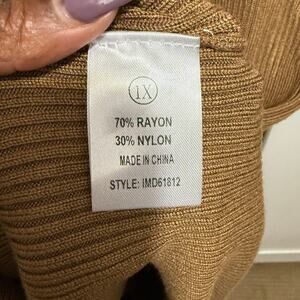 1X
70% RAYON
30% NYLON
MADE IN CHINA
STYLE: IMD61812